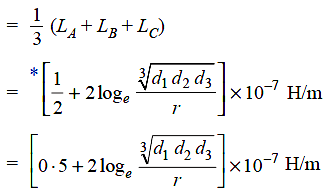 = 1/3 (L_A + L_B + L_C)
= *[1/2 + 2 log_e ∛(d_1 d_2 d_3)/r] × 10^-7 H/m
= [0·5 + 2 log_e ∛(d_1 d_2 d_3)/r] × 10^-7 H/m